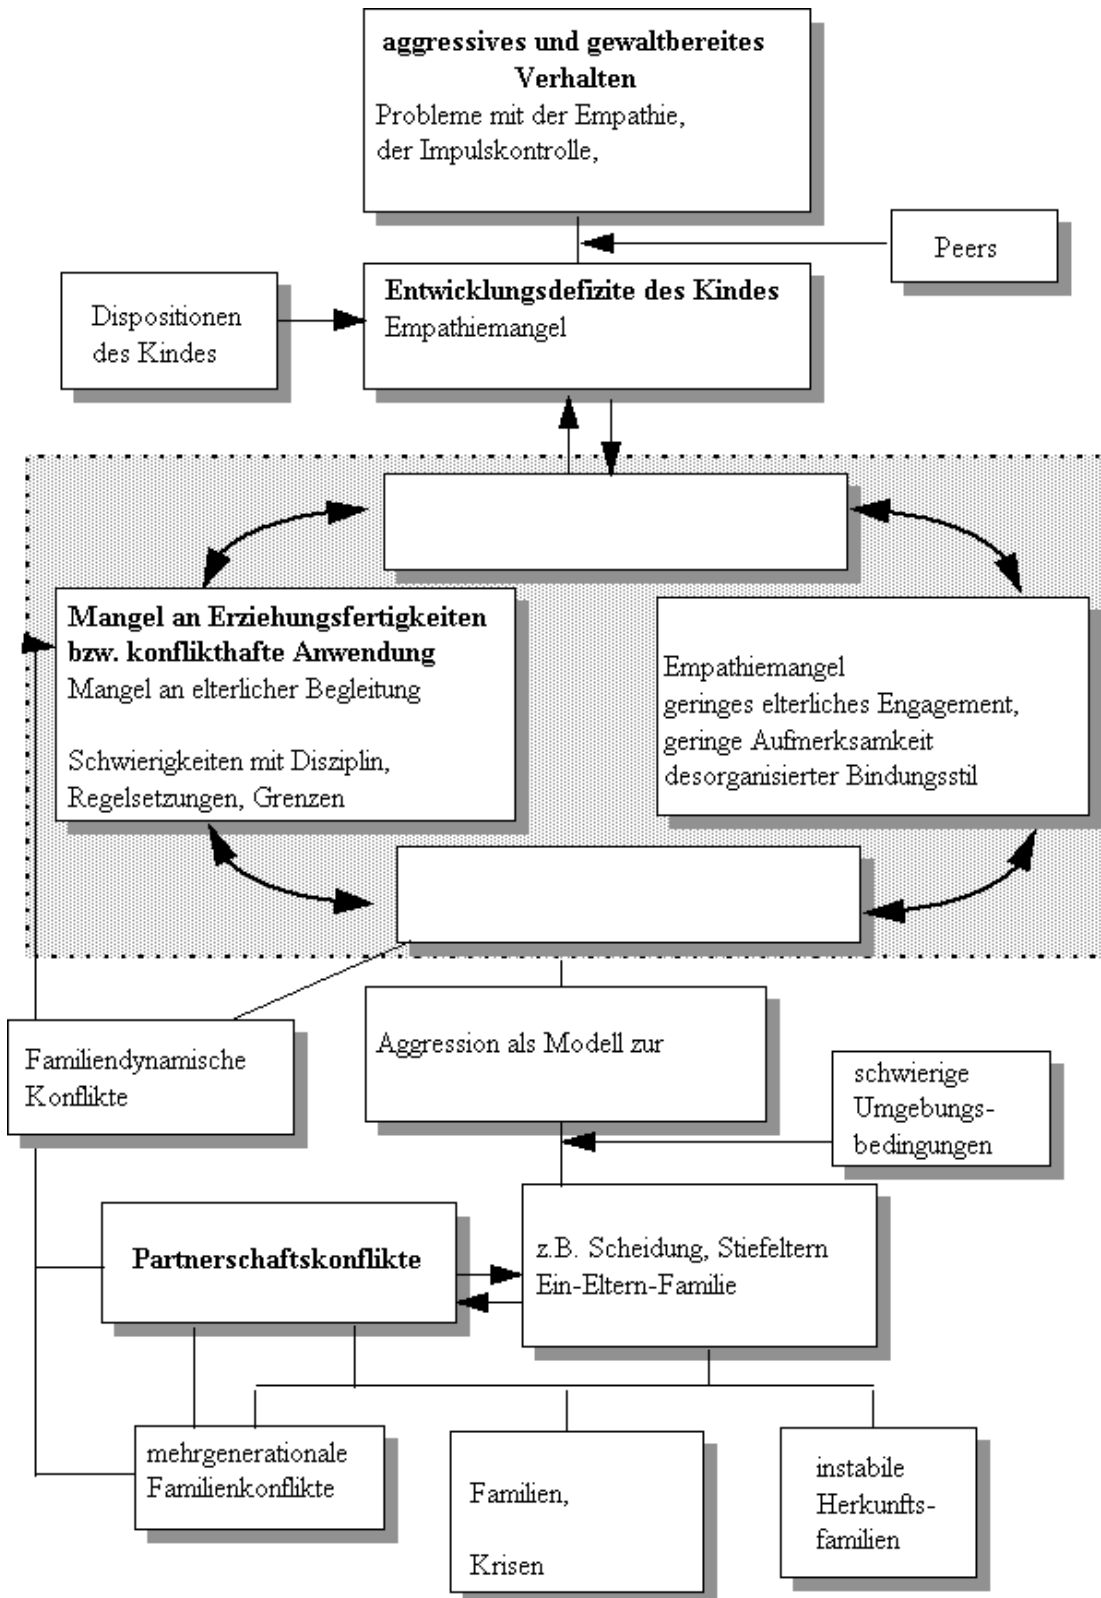 aggressives und gewaltbereites
Verhalten
Probleme mit der Empathie,
der Impulskontrolle,
Peers
Entwicklungsdefizite des Kindes
Empathiemangel
Dispositionen
des Kindes
Mangel an Erziehungsfertigkeiten
bzw. konflikthafte Anwendung
Mangel an elterlicher Begleitung
Schwierigkeiten mit Disziplin,
Regelsetzungen, Grenzen
Empathiemangel
geringes elterliches Engagement,
geringe Aufmerksamkeit
desorganisierter Bindungsstil
Familiendynamische
Konflikte
Aggression als Modell zur
schwierige
Umgebungs-
bedingungen
Partnerschaftskonflikte
z.B. Scheidung, Stiefeltern
Ein-Eltern-Familie
mehrgenerationale
Familienkonflikte
Familien,
Krisen
instabile
Herkunfts-
familien